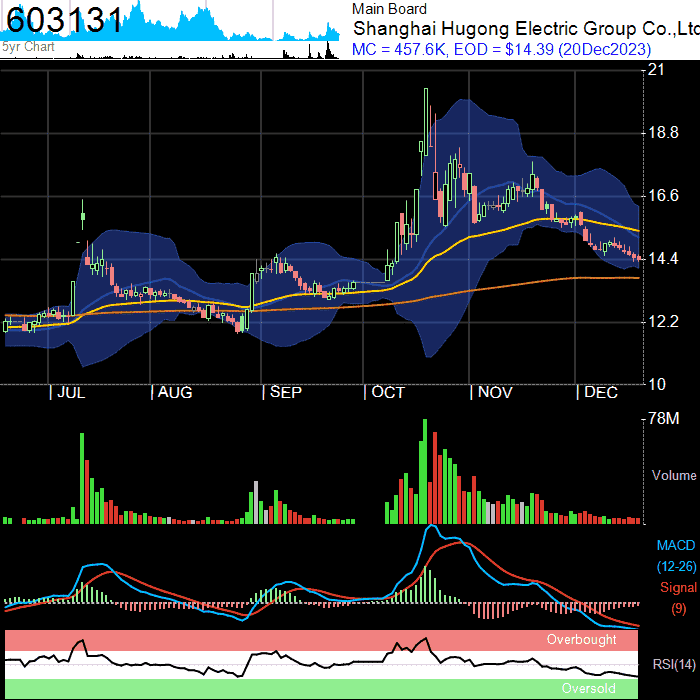 603131
5yr Chart
Main Board
Shanghai Hugong Electric Group Co.,Ltd
MC = 457.6K, EOD = $14.39 (20Dec2023)
21
18.8
16.6
14.4
12.2
10
JUL
AUG
SEP
OCT
NOV
DEC
78M
Volume
MACD
(12-26)
Signal
(9)
Overbought
RSI(14)
Oversold